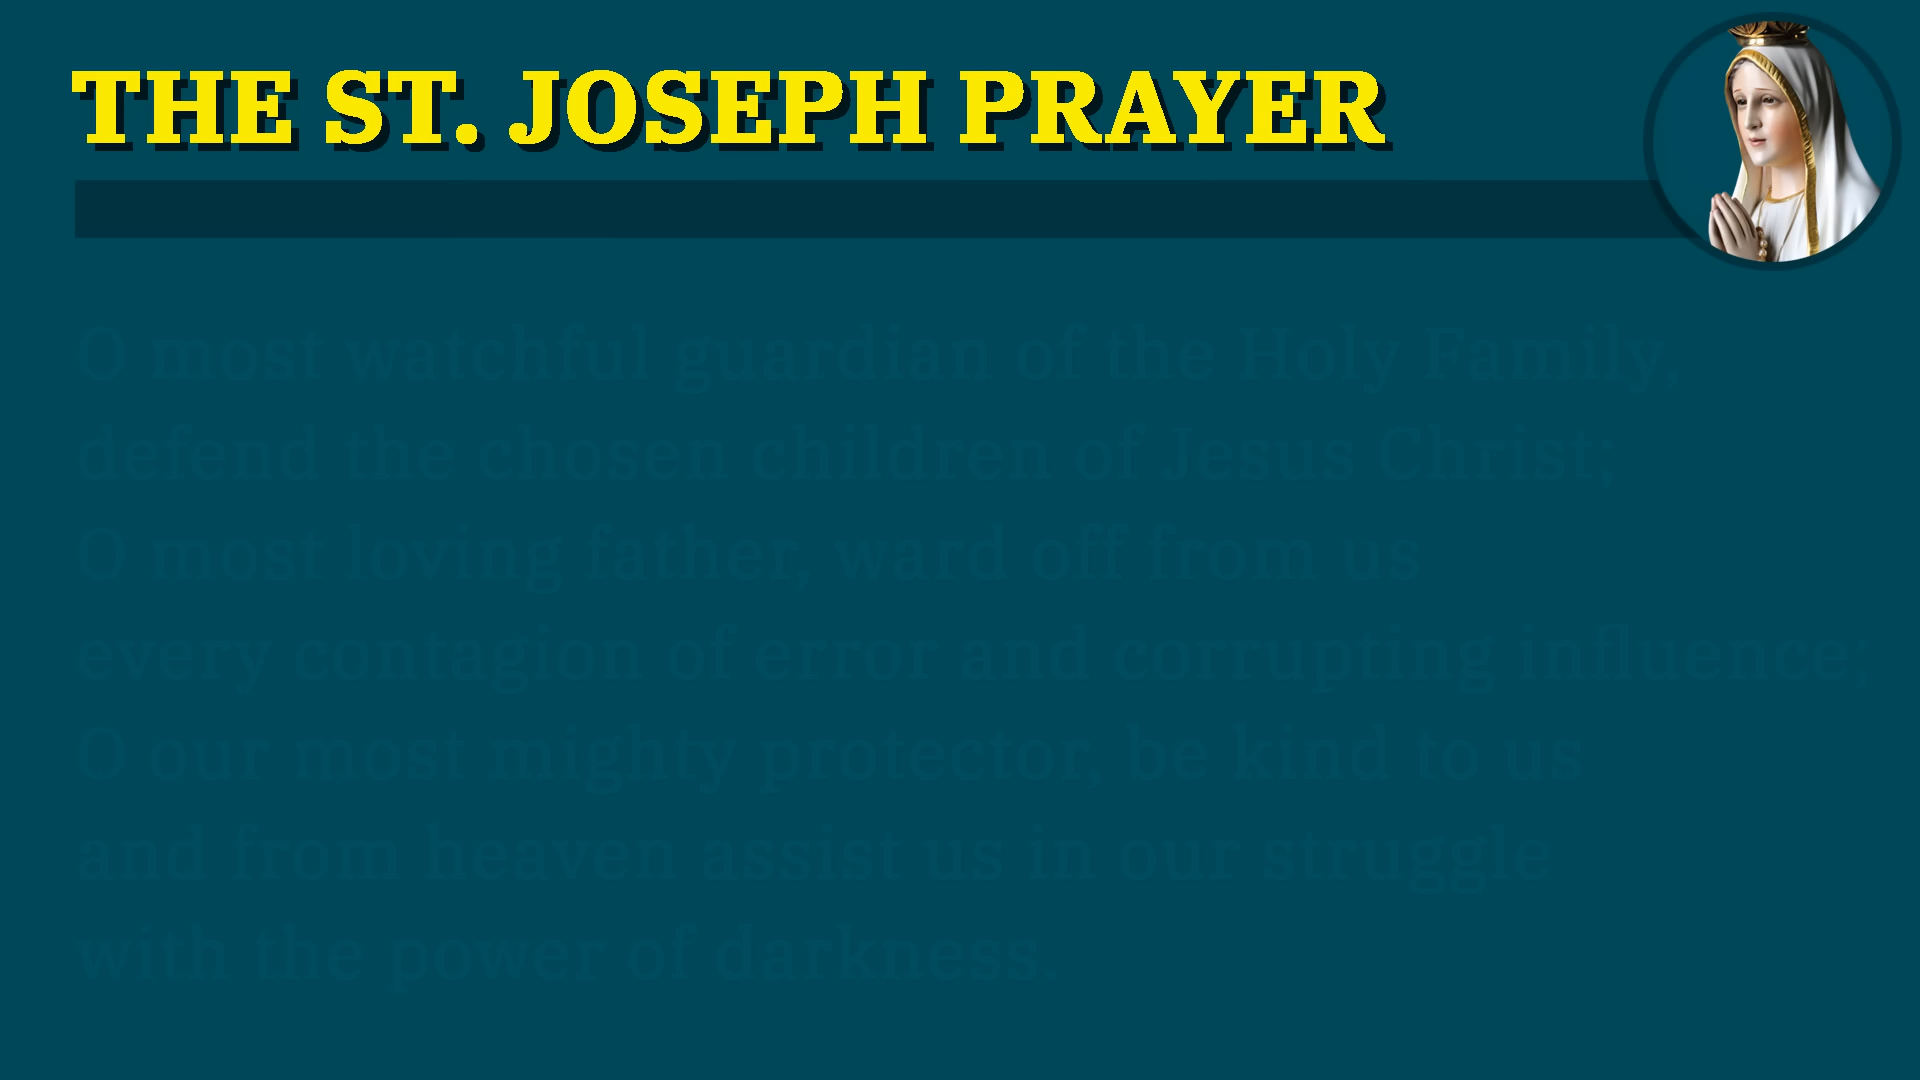 THE ST. JOSEPH PRAYER
O most watchful guardian of the Holy Family,
defend the chosen children of Jesus Christ;
O most loving father, ward off from us
every contagion of error and corrupting influence;
O our most mighty protector, be kind to us
and from heaven assist us in our struggle
with the power of darkness.